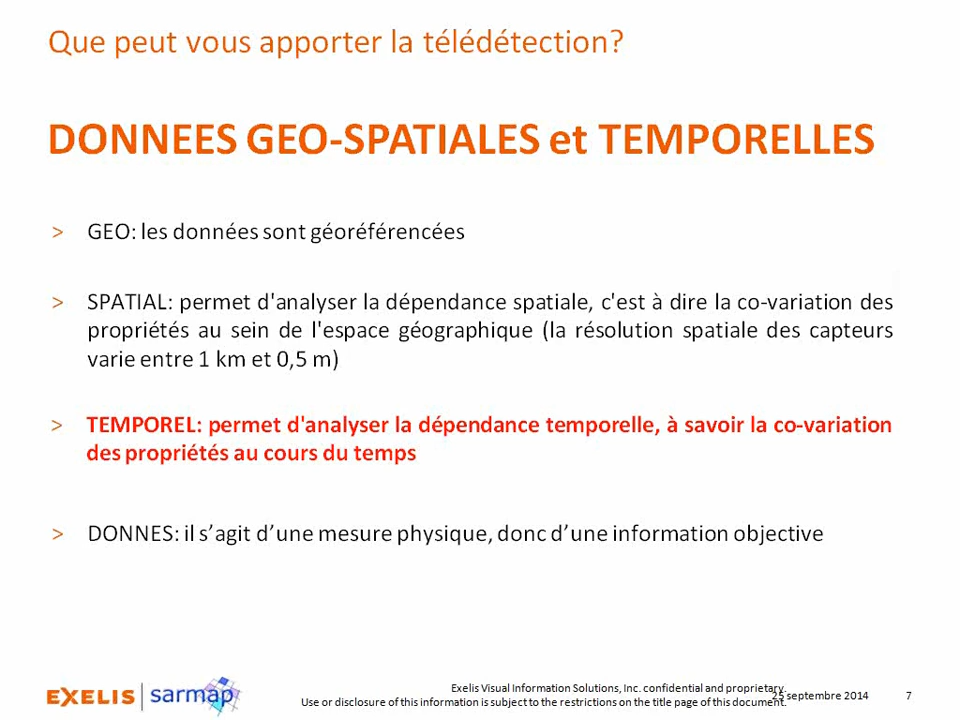 Que peut vous apporter la télédétection?
DONNEES GEO-SPATIALES et TEMPORELLES
> GEO: les données sont géoréférencées
> SPATIAL: permet d'analyser la dépendance spatiale, c'est à dire la co-variation des
propriétés au sein de l'espace géographique (la résolution spatiale des capteurs
varie entre 1 km et 0,5 m)
> TEMPOREL: permet d'analyser la dépendance temporelle, à savoir la co-variation
des propriétés au cours du temps
> DONNES: il s’agit d’une mesure physique, donc d’une information objective
EXELIS | sarmap
Exelis Visual Information Solutions, Inc. confidential and proprietary.
Use or disclosure of this information is subject to the restrictions on the title page of this document.
25 septembre 2014
7